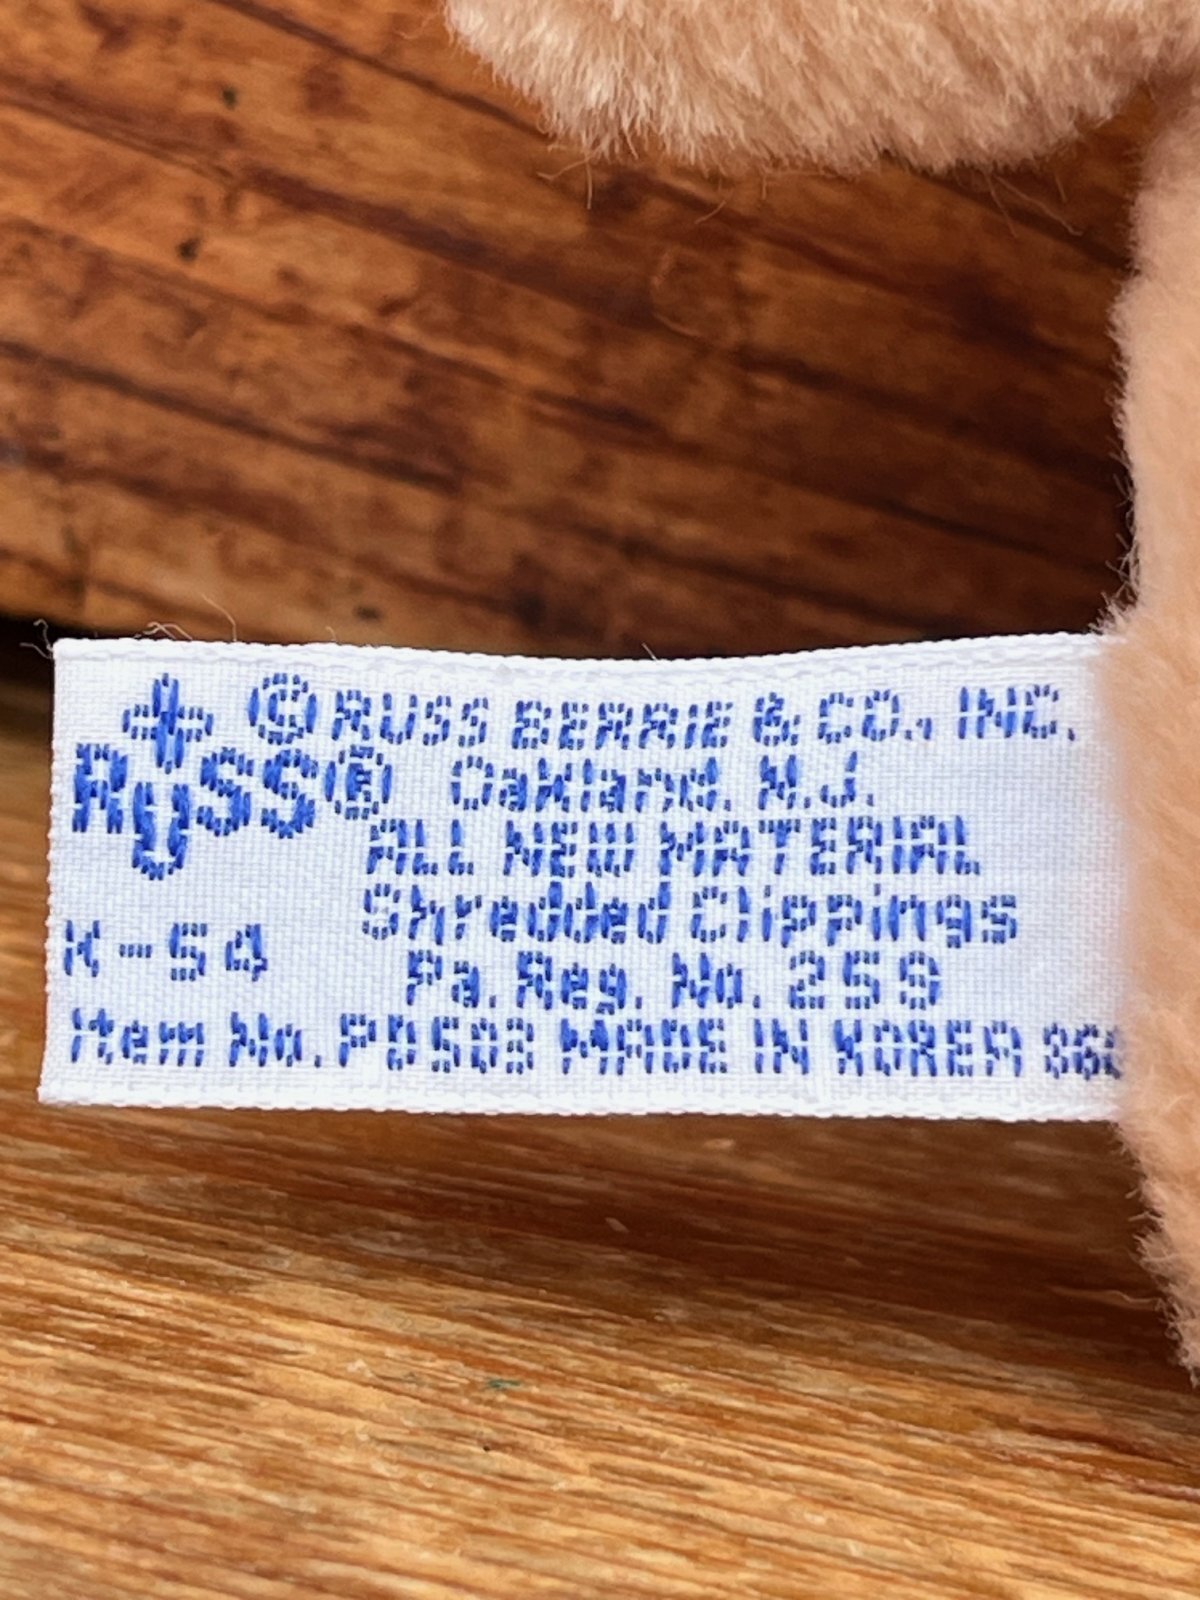 © RUSS BERRIE & CO., INC.
RUSS® Oakland, N.J.
ALL NEW MATERIAL
Shredded Clippings
K-54 Pa. Reg. No. 259
Item No. PD503 MADE IN KOREA